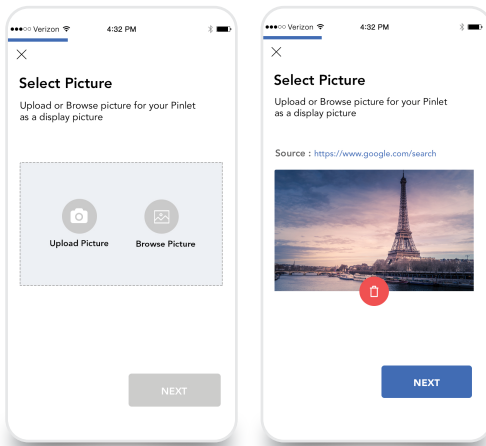 Verizon 4:32 PM
Select Picture
Upload or Browse picture for your Pinlet
as a display picture
Upload Picture Browse Picture
NEXT
Verizon 4:32 PM
Select Picture
Upload or Browse picture for your Pinlet
as a display picture
Source : https://www.google.com/search
NEXT